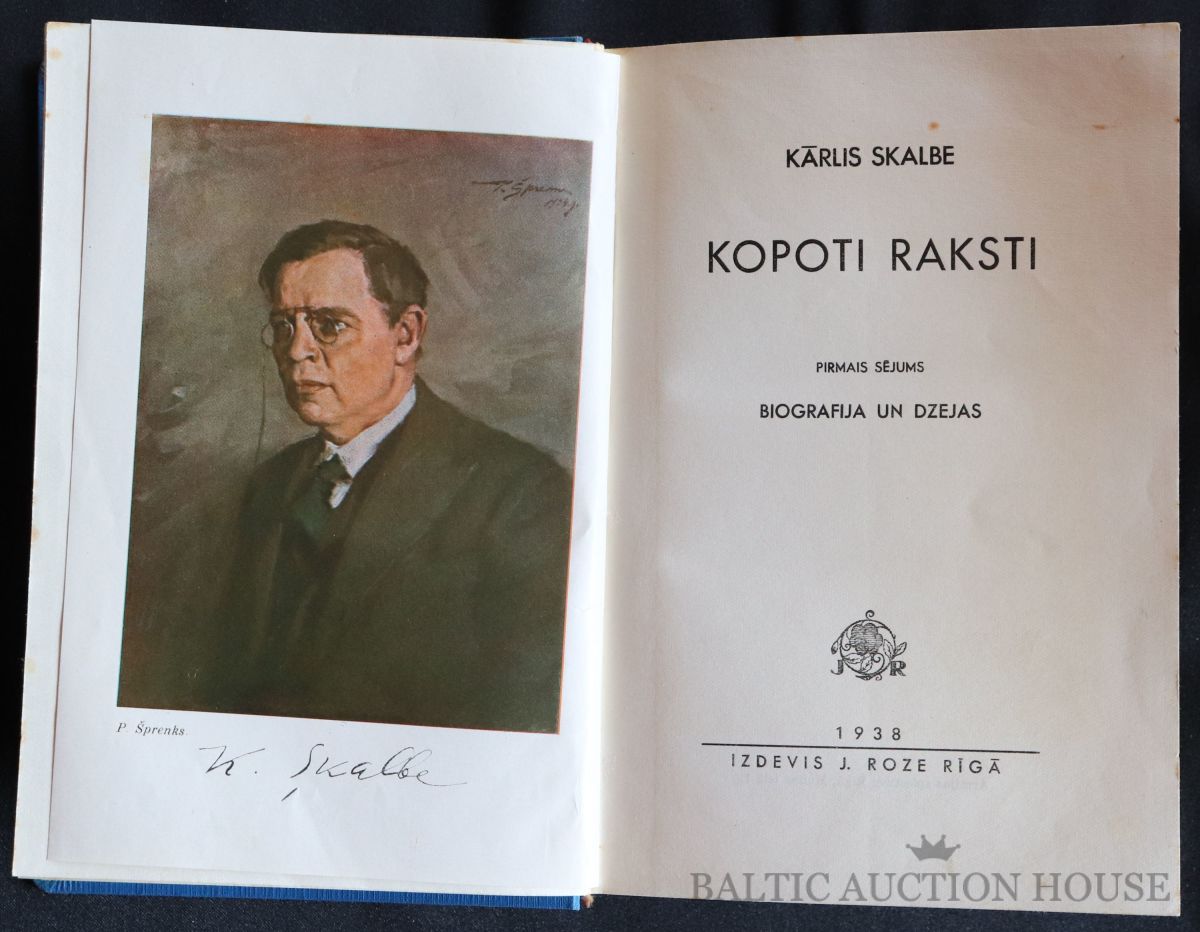 P. Šprenks
K. Skalbe
KĀRLIS SKALBE
KOPOTI RAKSTI
PIRMAIS SĒJUMS
BIOGRAFIJA UN DZEJAS
J R
1938
IZDEVIS J. ROZE RĪGĀ
BALTIC AUCTION HOUSE